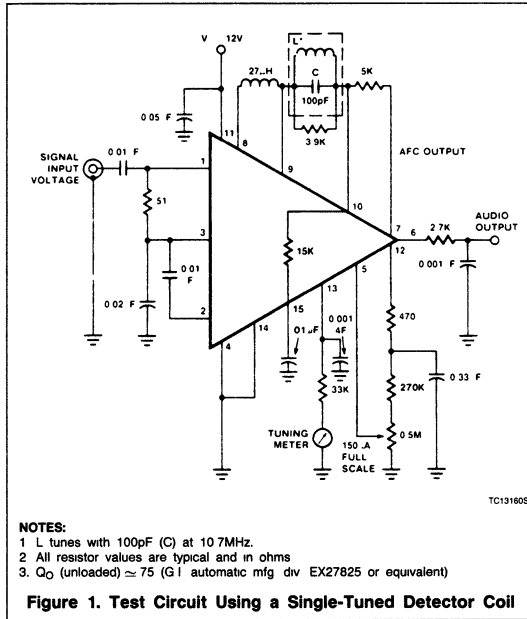 V 12V
L*
27µH
C
100pF
5K
0 05 F
11
8
3 9K
AFC OUTPUT
SIGNAL
INPUT
VOLTAGE
0 01 F
1
9
10
51
3
7
6
2 7K
AUDIO
OUTPUT
12
5
0 001 F
15K
0 01
F
13
0 02 F
2
15
14
4
01 µF
0 001
4F
470
33K
270K
0 33 F
TUNING
METER
150 .A
FULL
SCALE
0 5M
TC13160S
NOTES:
1 L tunes with 100pF (C) at 10 7MHz.
2 All resistor values are typical and in ohms
3. QO (unloaded) ≃ 75 (G I automatic mfg div EX27825 or equivalent)
Figure 1. Test Circuit Using a Single-Tuned Detector Coil